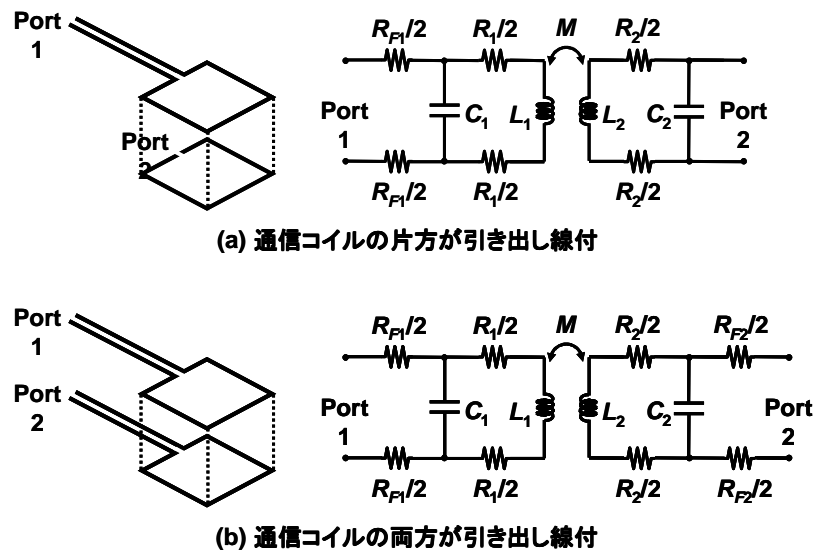 Port
1
Port
2
R_F1/2 R_1/2 M R_2/2
Port
1
C_1 L_1 L_2 C_2
Port
2
R_F1/2 R_1/2 R_2/2
(a) 通信コイルの片方が引き出し線付
Port
1
Port
2
R_F1/2 R_1/2 M R_2/2 R_F2/2
Port
1
C_1 L_1 L_2 C_2
Port
2
R_F1/2 R_1/2 R_2/2 R_F2/2
(b) 通信コイルの両方が引き出し線付